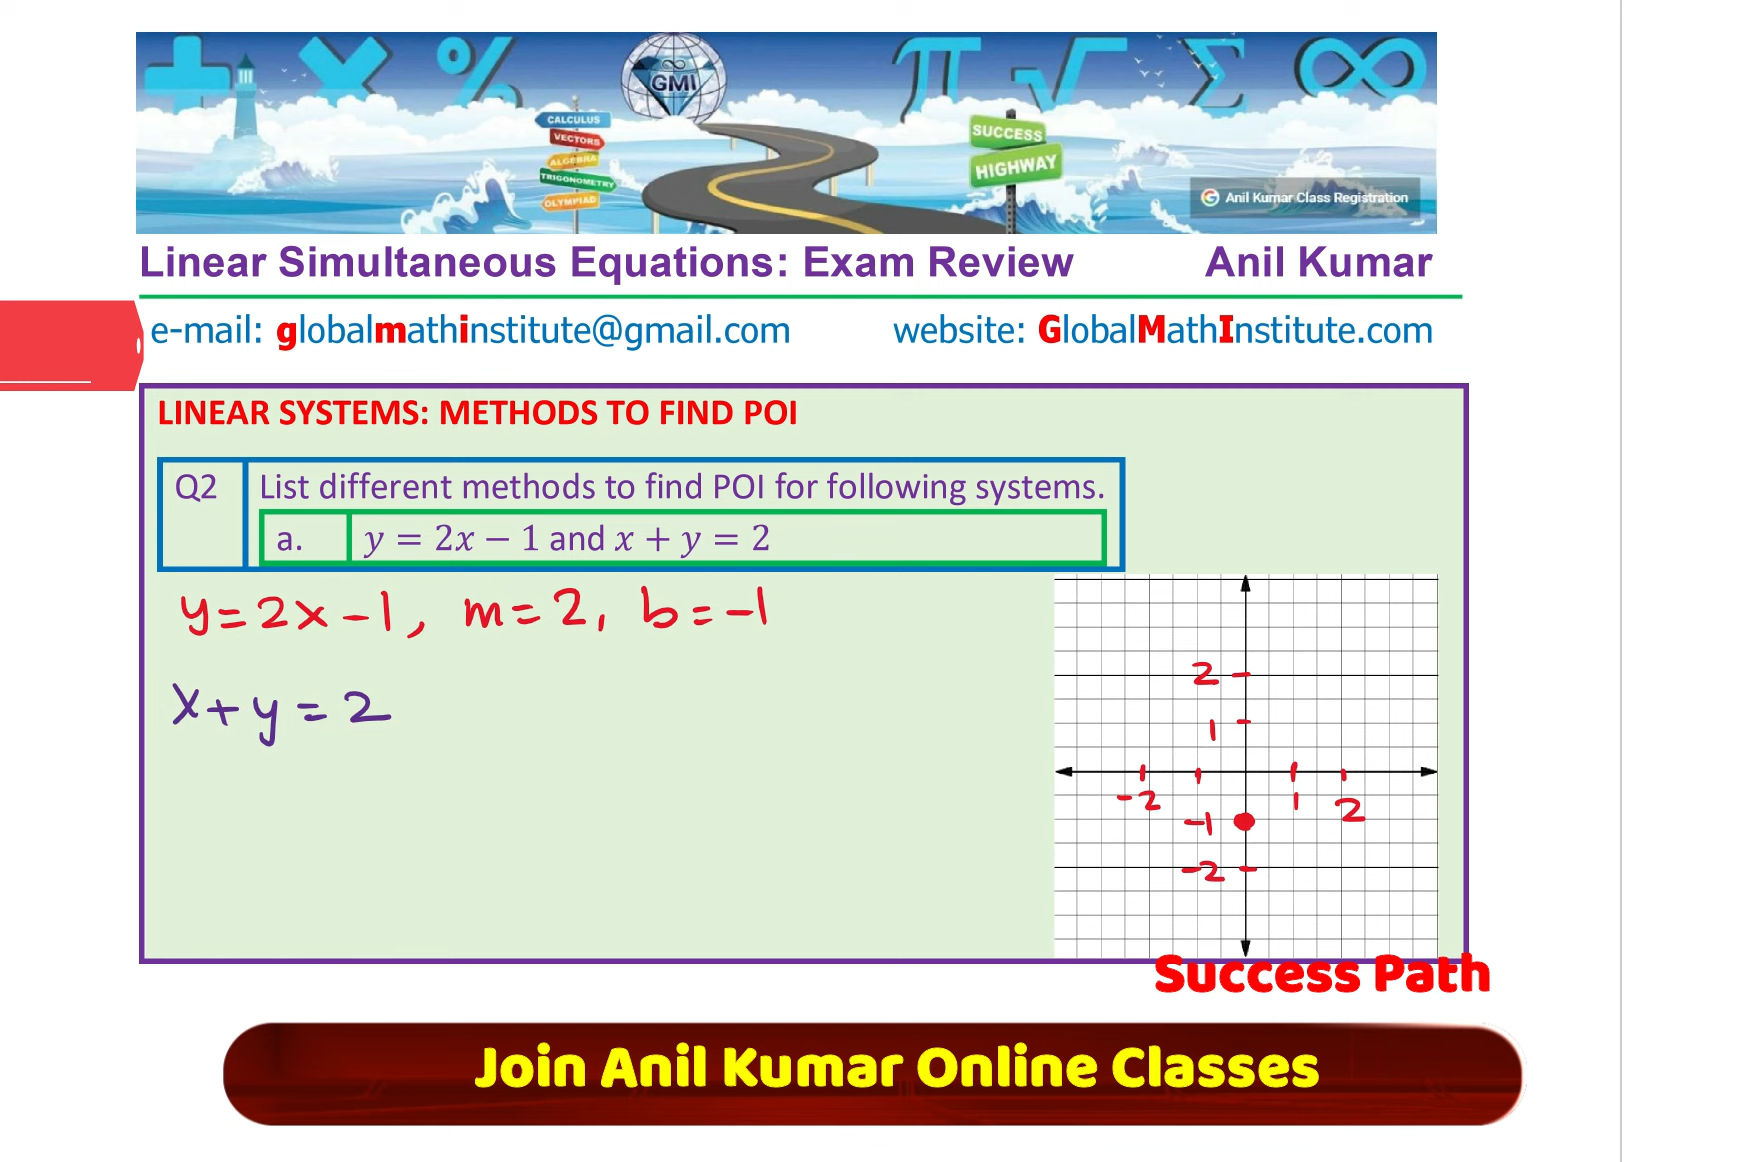 GMI
CALCULUS
VECTORS
ALGEBRA
TRIGONOMETRY
OLYMPIAD
SUCCESS
HIGHWAY
Anil Kumar Class Registration
Linear Simultaneous Equations: Exam Review Anil Kumar
e-mail: globalmathinstitute@gmail.com website: GlobalMathInstitute.com
LINEAR SYSTEMS: METHODS TO FIND POI
Q2 List different methods to find POI for following systems.
a. y = 2x − 1 and x + y = 2
y = 2x - 1, m = 2, b = -1
x + y = 2
2
1
-2 1 2
-1
-2
Success Path
Join Anil Kumar Online Classes